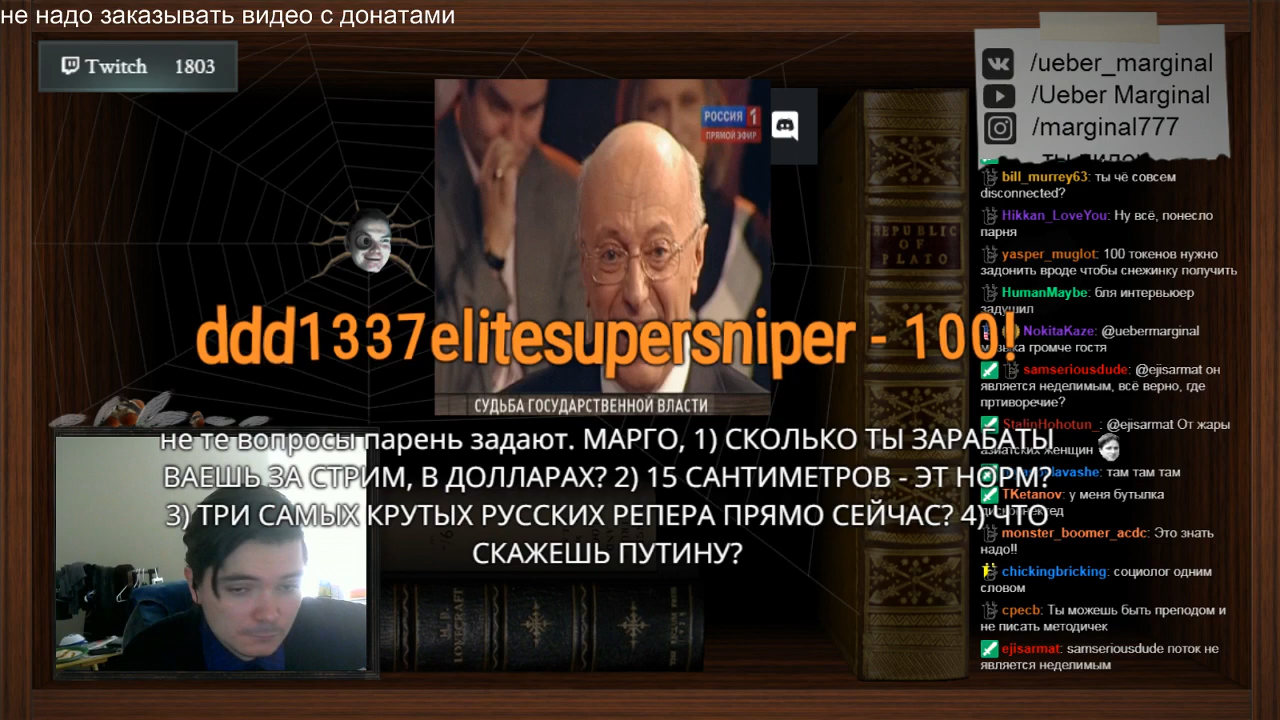 не надо заказывать видео с донатами
Twitch 1803
/ueber_marginal
/Ueber Marginal
/marginal777
РОССИЯ 1
ПРЯМОЙ ЭФИР
REPUBLIC
OF
PLATO
ddd1337elitesupersniper - 100!
СУДЬБА ГОСУДАРСТВЕННОЙ ВЛАСТИ
не те вопросы парень задают. МАРГО, 1) СКОЛЬКО ТЫ ЗАРАБАТЫ
ВАЕШЬ ЗА СТРИМ, В ДОЛЛАРАХ? 2) 15 САНТИМЕТРОВ - ЭТ НОРМ?
3) ТРИ САМЫХ КРУТЫХ РУССКИХ РЕПЕРА ПРЯМО СЕЙЧАС? 4) ЧТО
СКАЖЕШЬ ПУТИНУ?
H. P.
LOVECRAFT
bill_murrey63: ты чё совсем
disconnected?
Hikkan_LoveYou: Ну всё, понесло
парня
yasper_muglot: 100 токенов нужно
задонить вроде чтобы снежинку получить
HumanMaybe: бля интервьюер
задушил
NokitaKaze: @uebermarginal
громче гостя
samseriousdude: @ejisarmat он
является неделимым, всё верно, где
пртиворечие?
StalinHohotun_: @ejisarmat От жары
азиатских женщин
там там там
TKetanov: у меня бутылка
monster_boomer_acdc: Это знать
надо!!
chickingbricking: социолог одним
словом
cpecb: Ты можешь быть преподом и
не писать методичек
ejisarmat: samseriousdude поток не
является неделимым